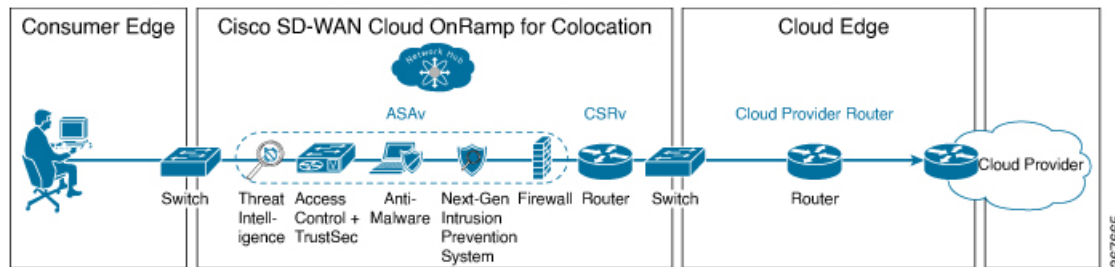 Consumer Edge
Cisco SD-WAN Cloud OnRamp for Colocation
Cloud Edge
Network Hub
ASAv
CSRv
Cloud Provider Router
Cloud Provider
Switch
Threat
Intell-
igence
Access
Control +
TrustSec
Anti-
Malware
Next-Gen
Intrusion
Prevention
System
Firewall
Router
Switch
Router